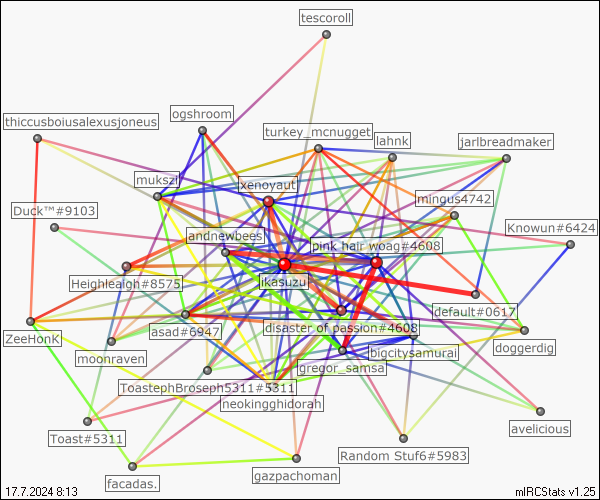 tescoroll
thiccusboiusalexusjoneus
ogshroom
turkey_mcnugget
lahnk
jarlbreadmaker
mukszi
xenoyaut
mingus4742
Duck™#9103
andnewbees
pink hair woag#4608
Knowun#6424
Heighleaigh#8575
ikasuzu
default#0617
ZeeHonK
asad#6947
disaster of passion#4608
doggerdig
moonraven
bigcitysamurai
gregor_samsa
ToastephBroseph5311#5311
neokingghidorah
avelicious
Toast#5311
Random Stuf6#5983
facadas.
gazpachoman
17.7.2024 8:13
mIRCStats v1.25